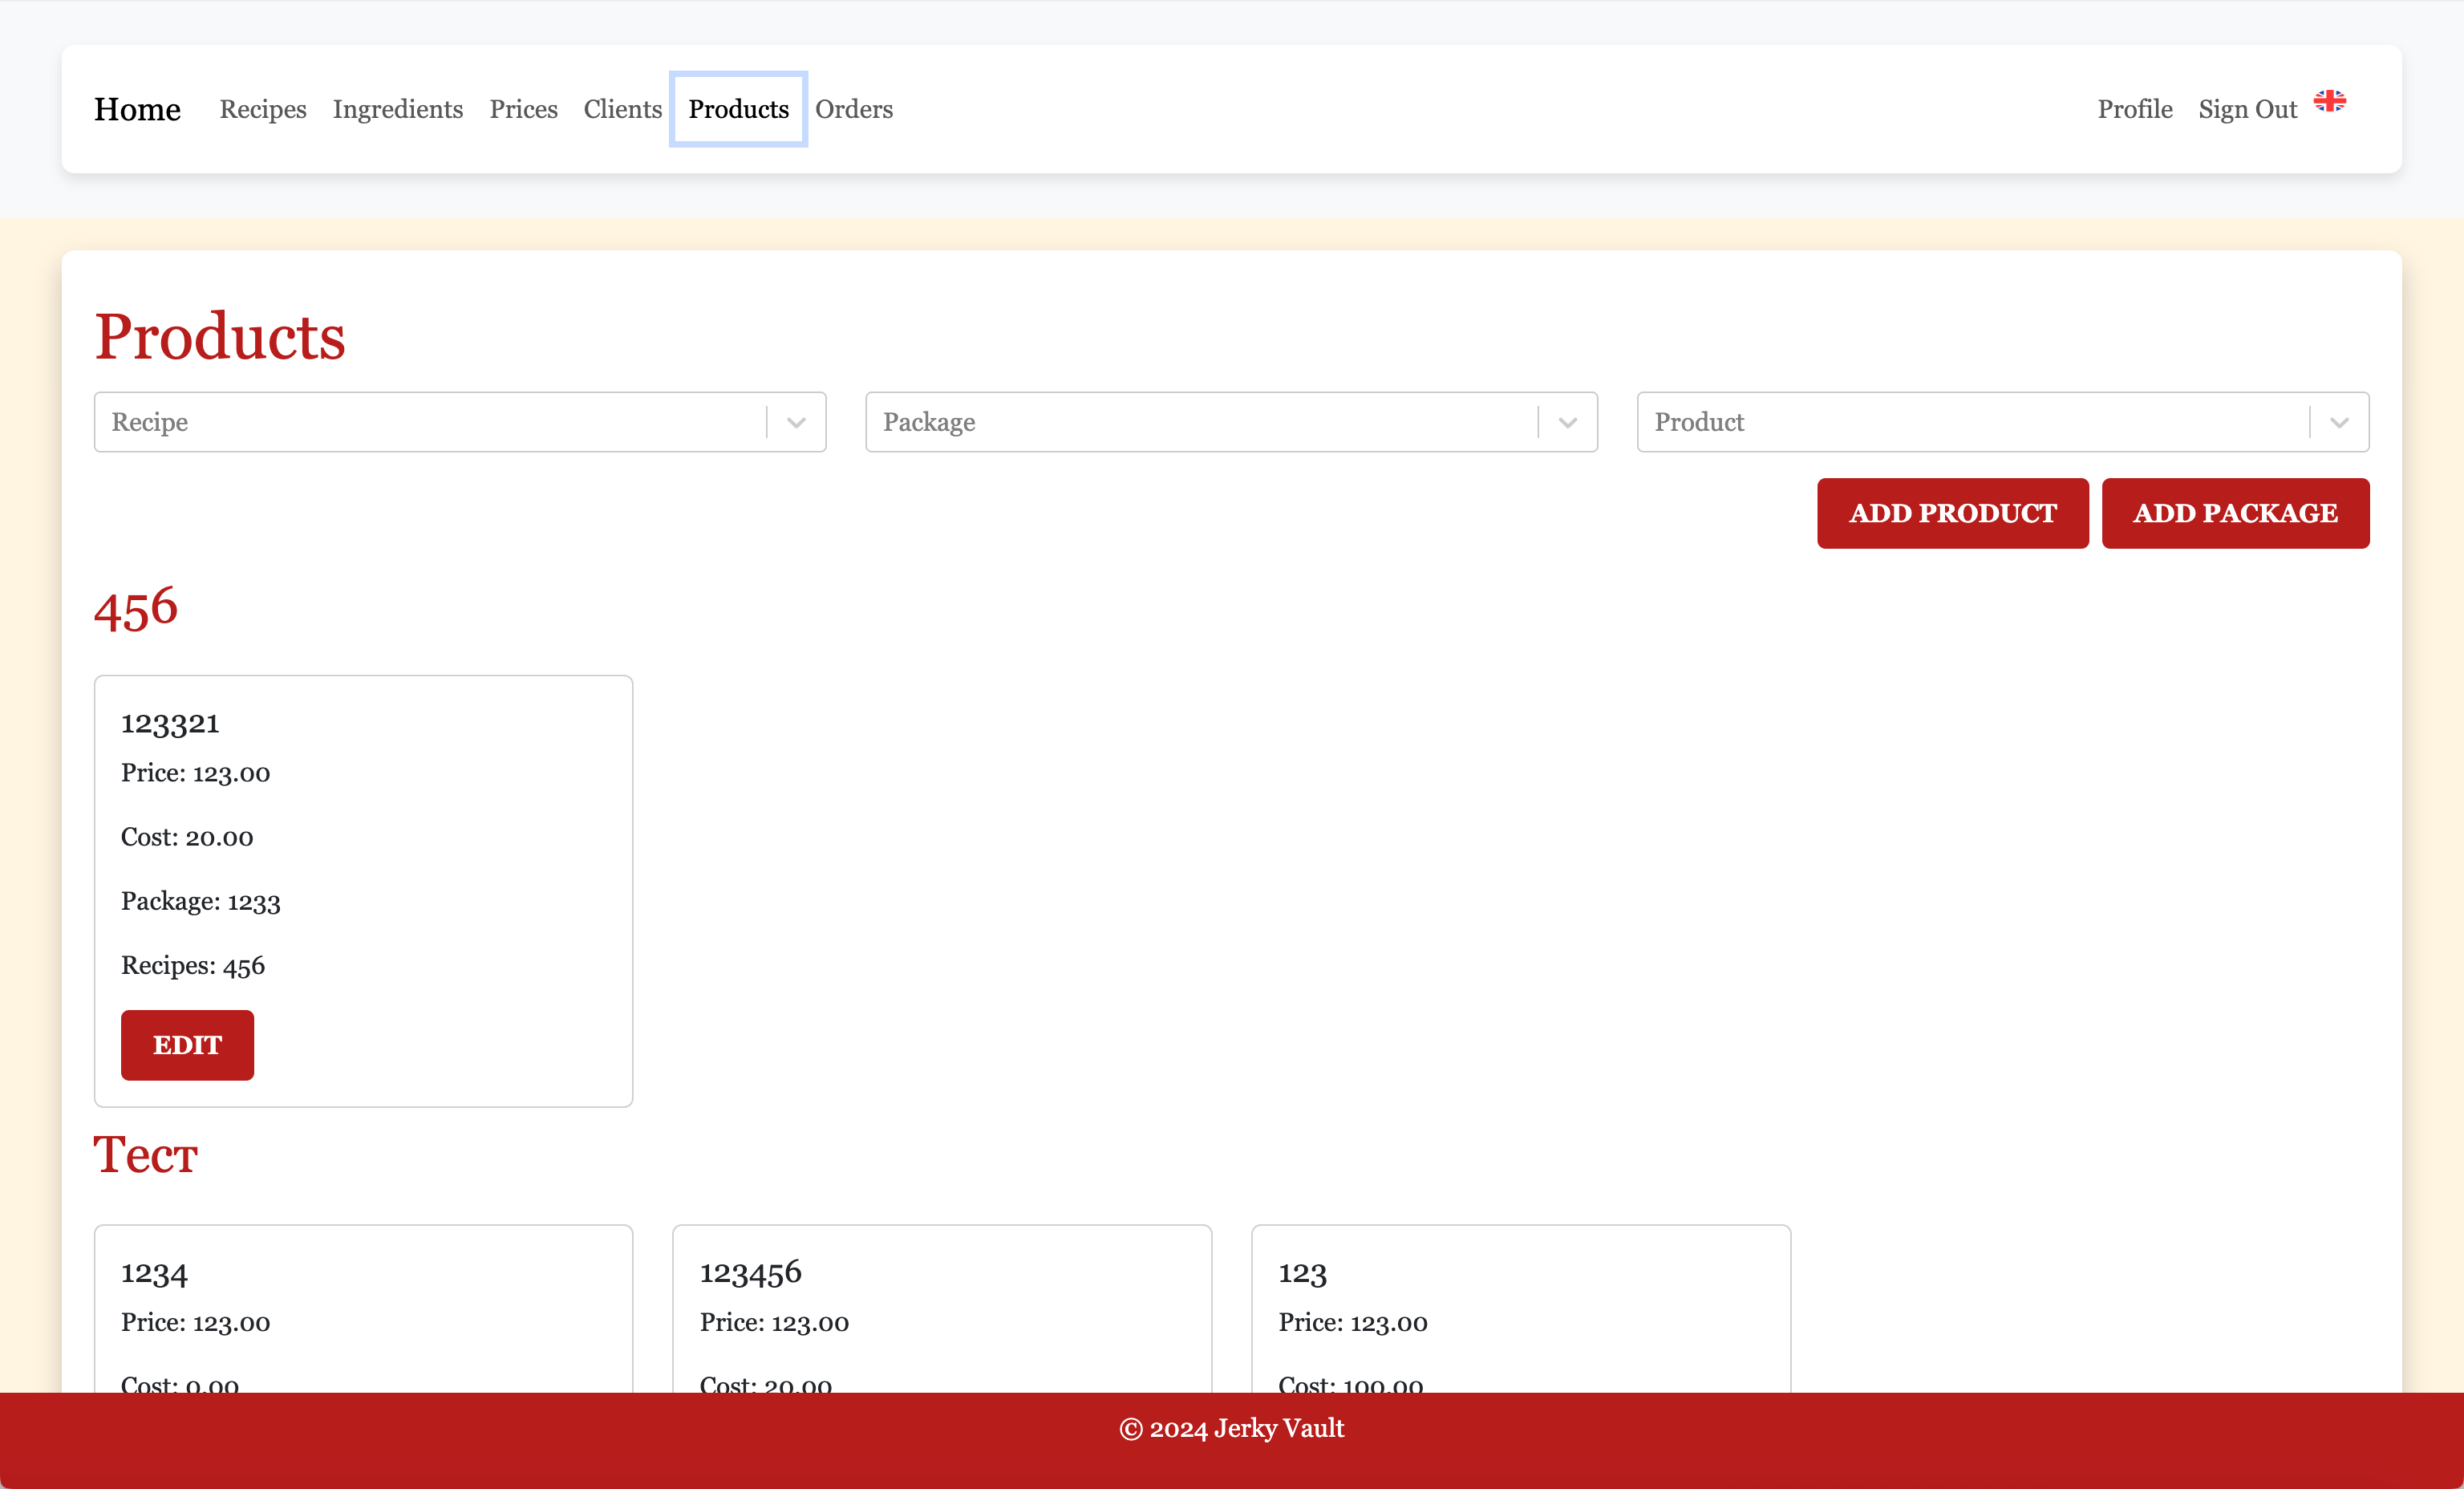 Home Recipes Ingredients Prices Clients Products Orders Profile Sign Out
Products
Recipe Package Product
ADD PRODUCT ADD PACKAGE
456
123321
Price: 123.00
Cost: 20.00
Package: 1233
Recipes: 456
EDIT
Тест
1234 123456 123
Price: 123.00 Price: 123.00 Price: 123.00
Cost: 0.00 Cost: 20.00 Cost: 100.00
© 2024 Jerky Vault